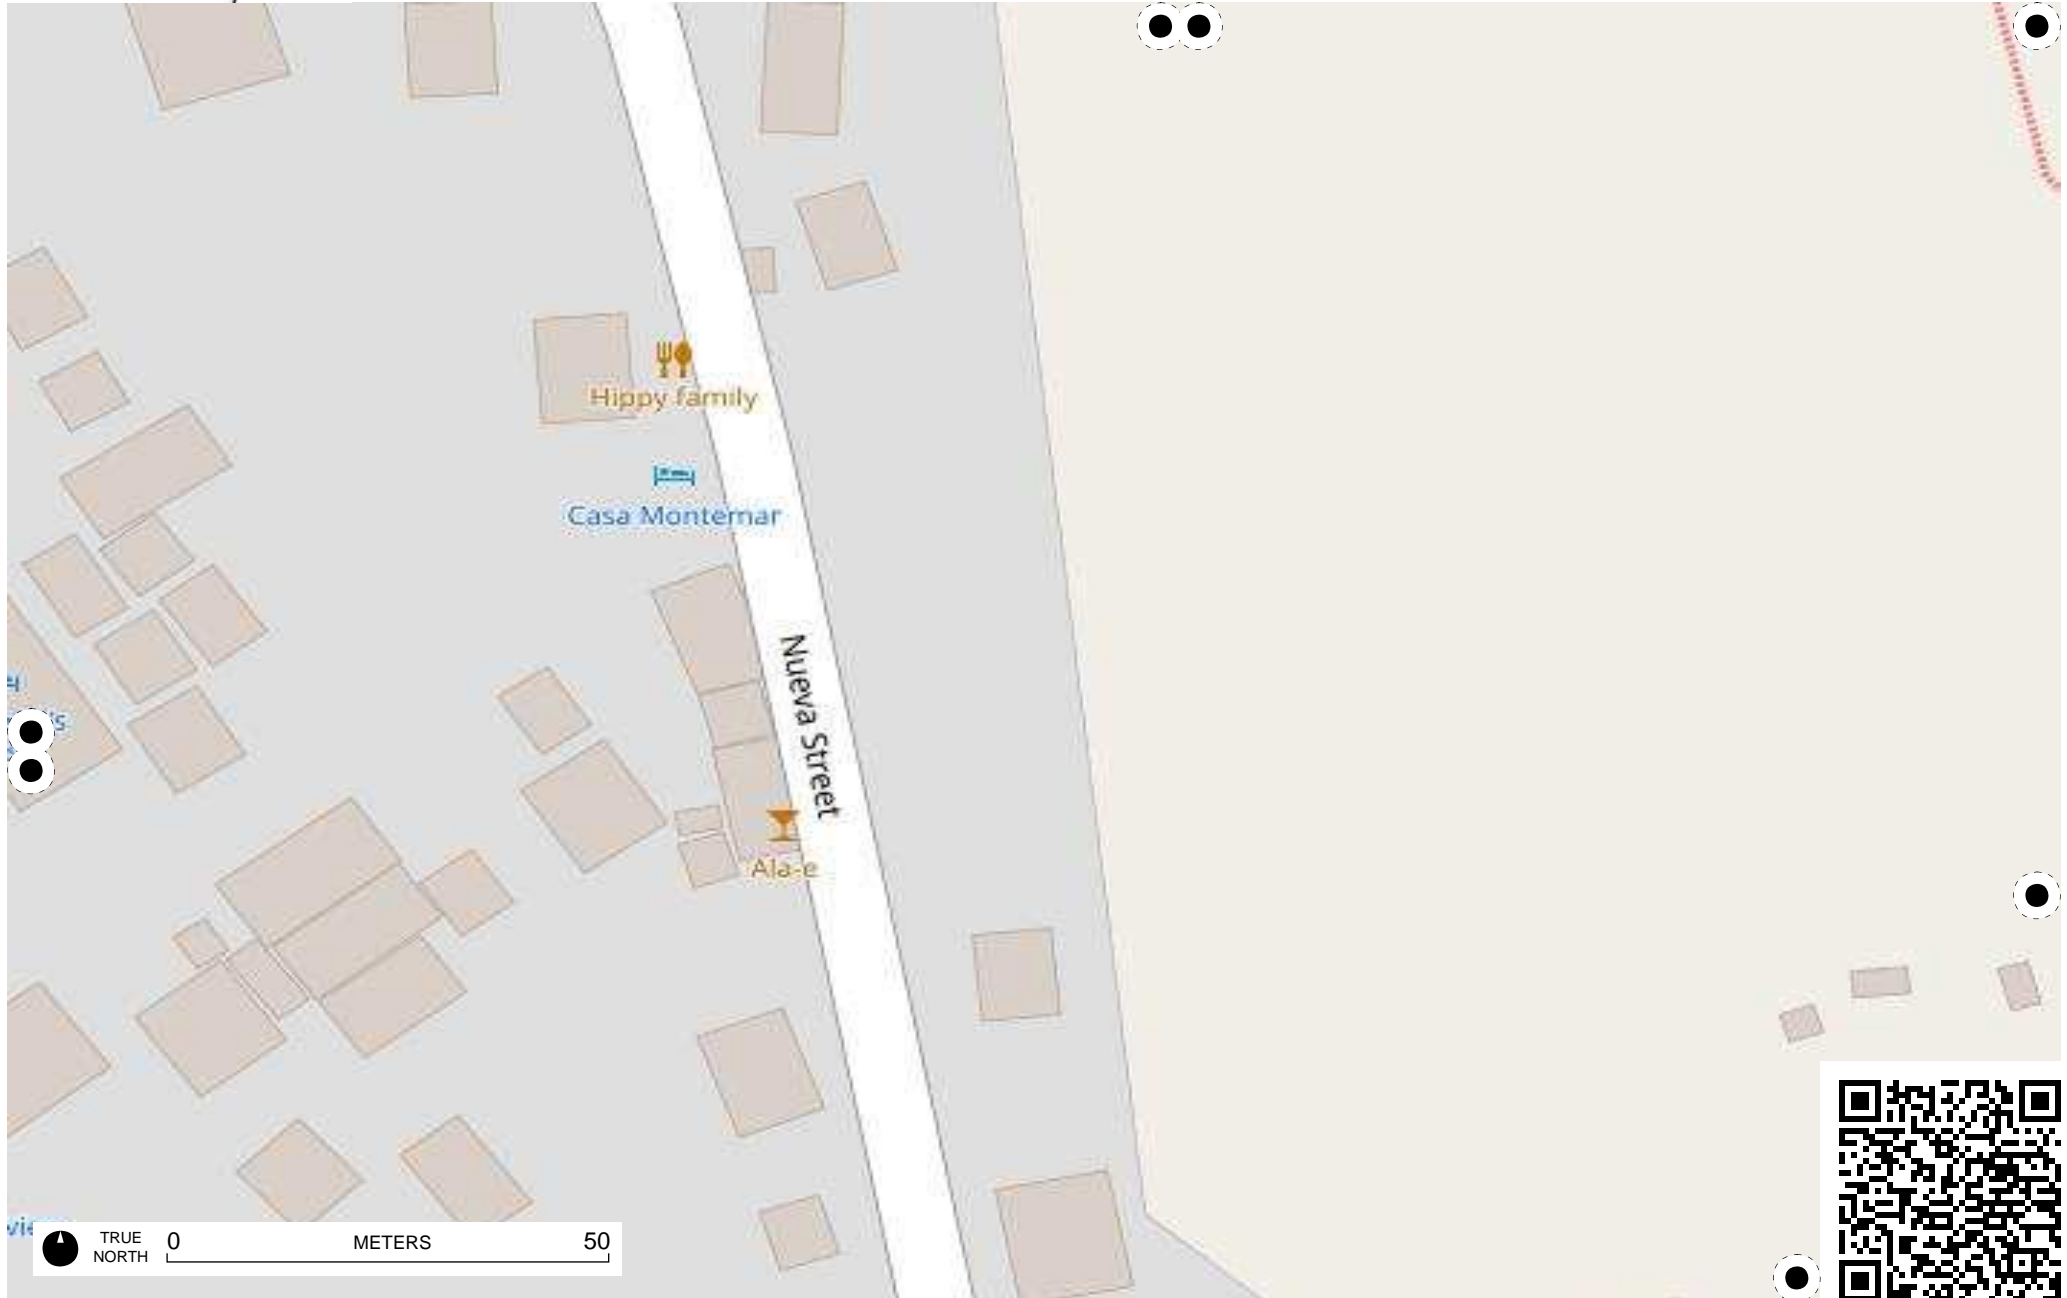 Hippy family
Casa Montemar
Nueva Street
Ala-e
TRUE
NORTH
0 METERS 50